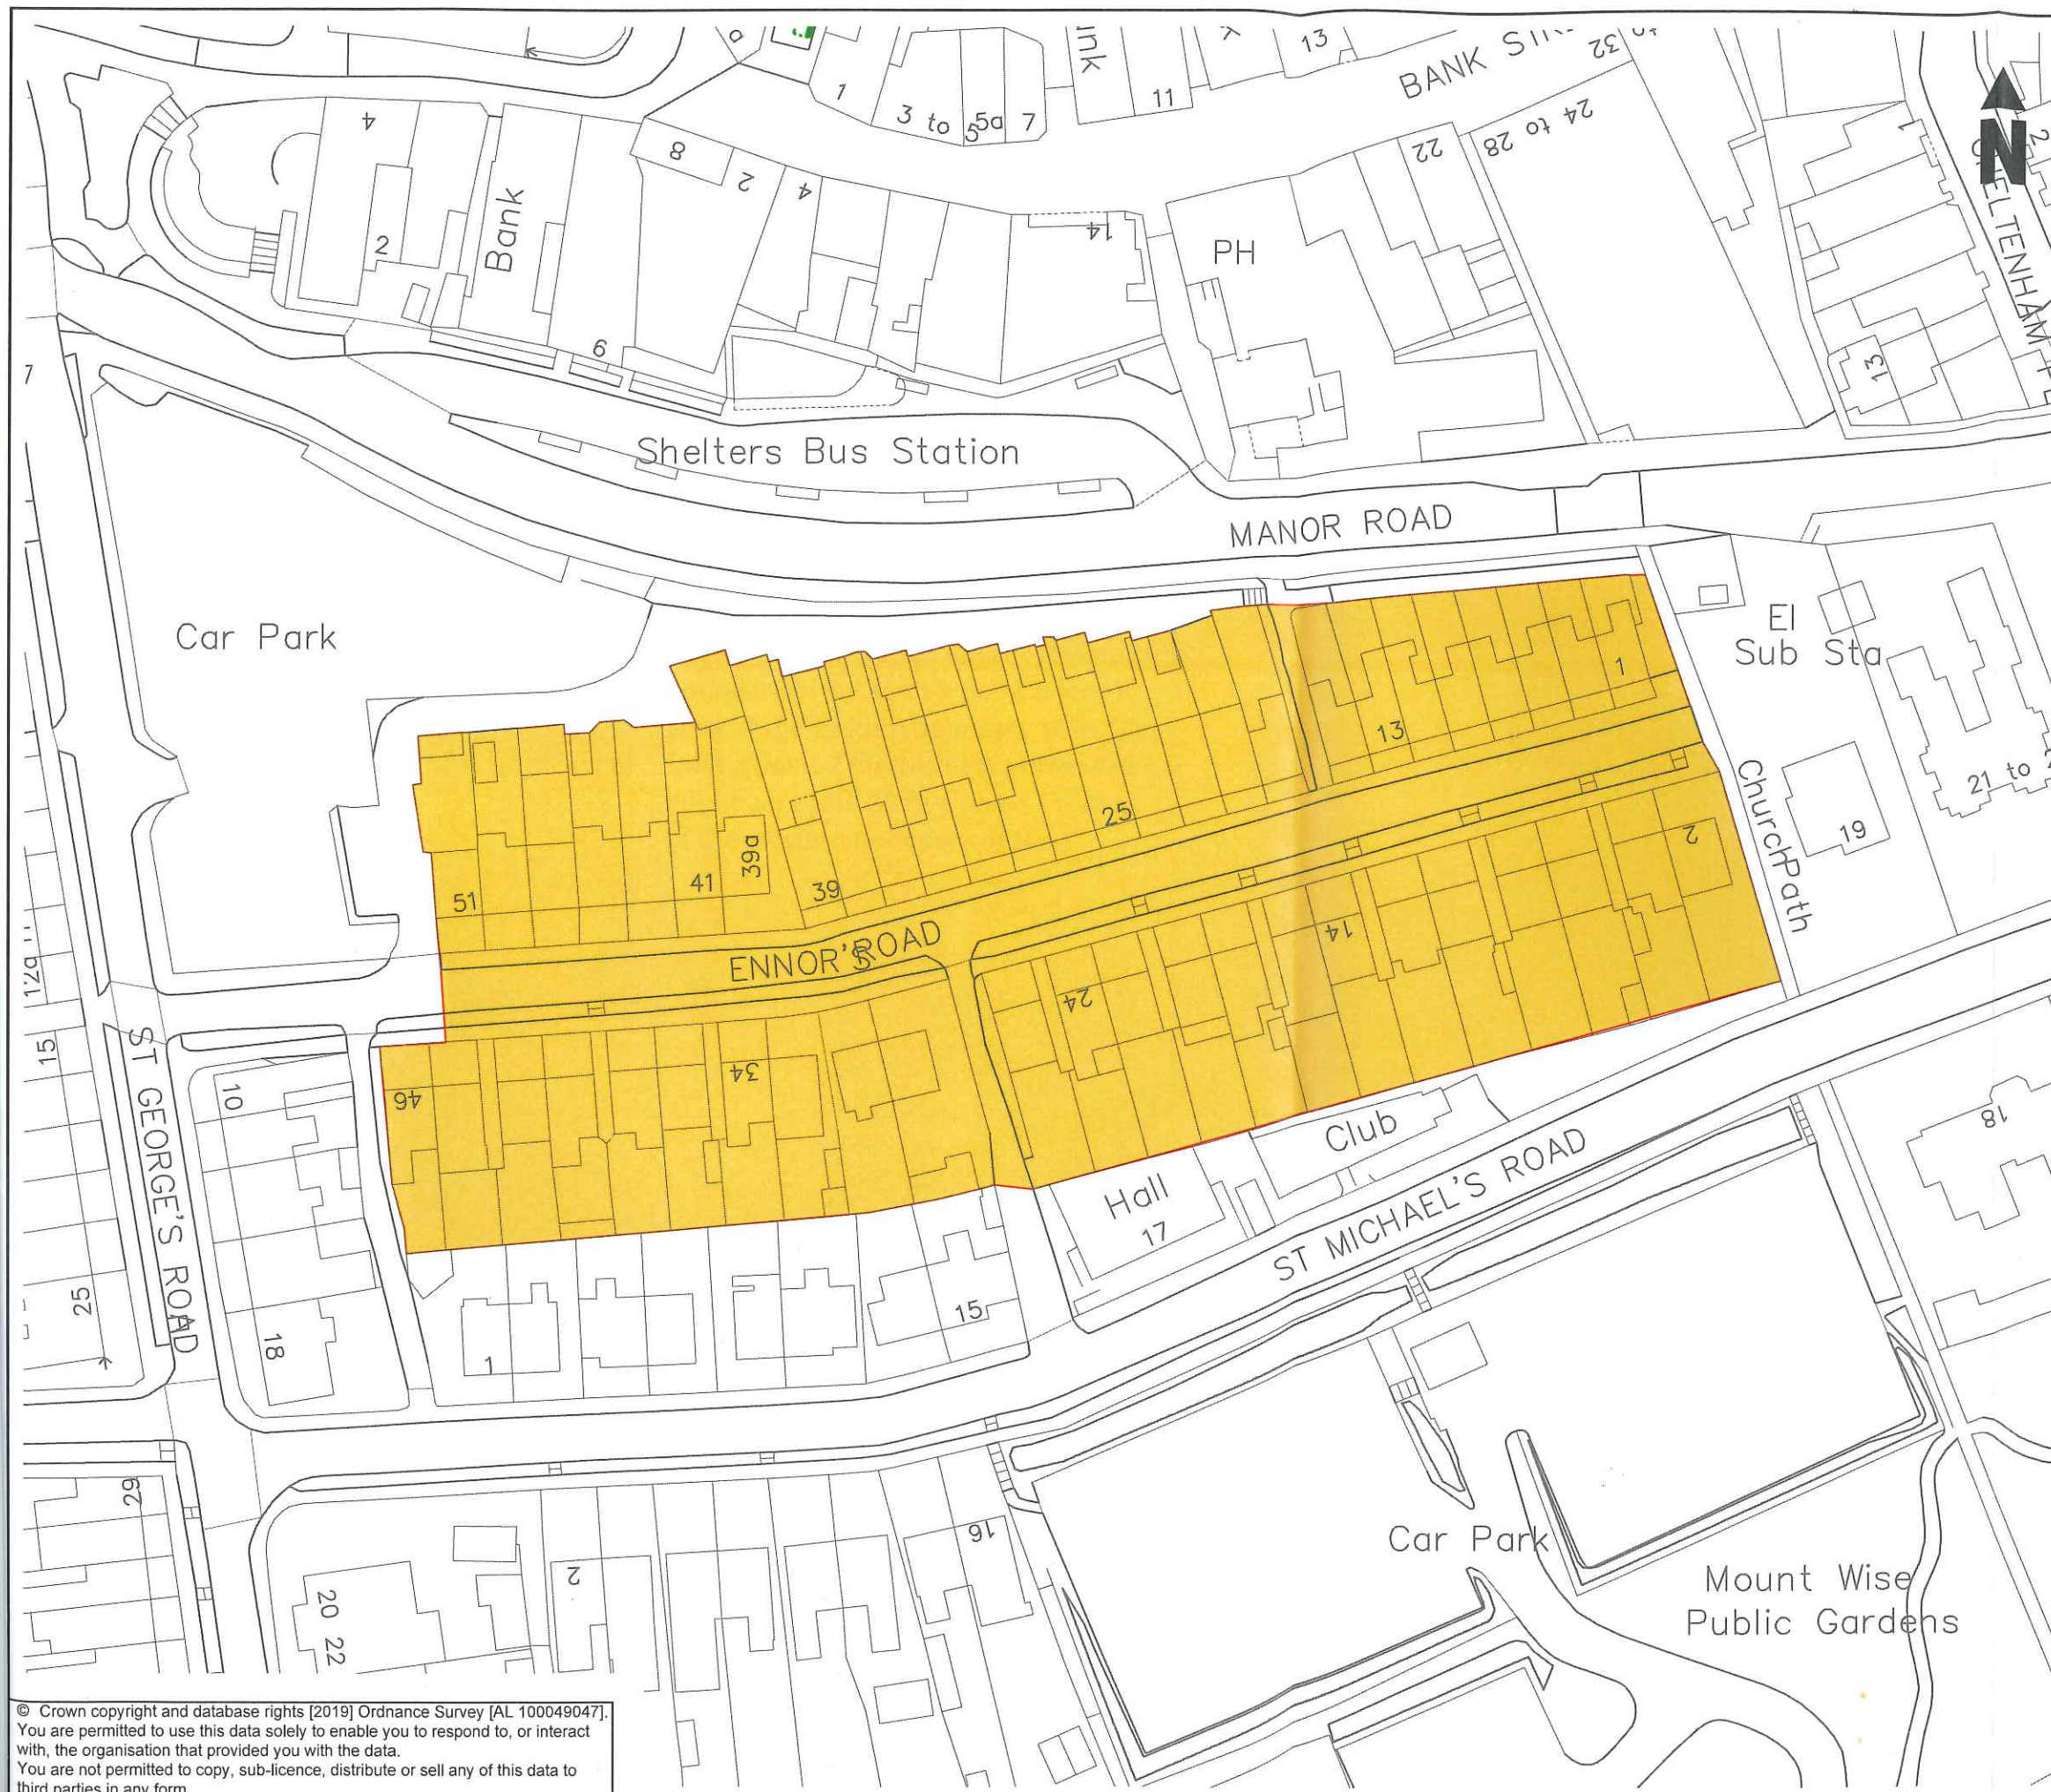 1
3 to 5
5a
7
11
13
BANK
32
24 to 28
22
4
2
Bank
8
2
4
14
PH
6
7
1
2
13
N
Shelters Bus Station
MANOR ROAD
Car Park
El
Sub Sta
1
13
25
39
39a
41
51
ENNOR'S ROAD
Church Path
19
21 to
2
14
24
34
46
12a
15
ST GEORGE'S ROAD
10
18
25
29
Club
Hall
17
ST MICHAEL'S ROAD
18
15
1
16
2
20
22
Car Park
Mount Wise
Public Gardens
© Crown copyright and database rights [2019] Ordnance Survey [AL 100049047].
You are permitted to use this data solely to enable you to respond to, or interact
with, the organisation that provided you with the data.
You are not permitted to copy, sub-licence, distribute or sell any of this data to
third parties in any form